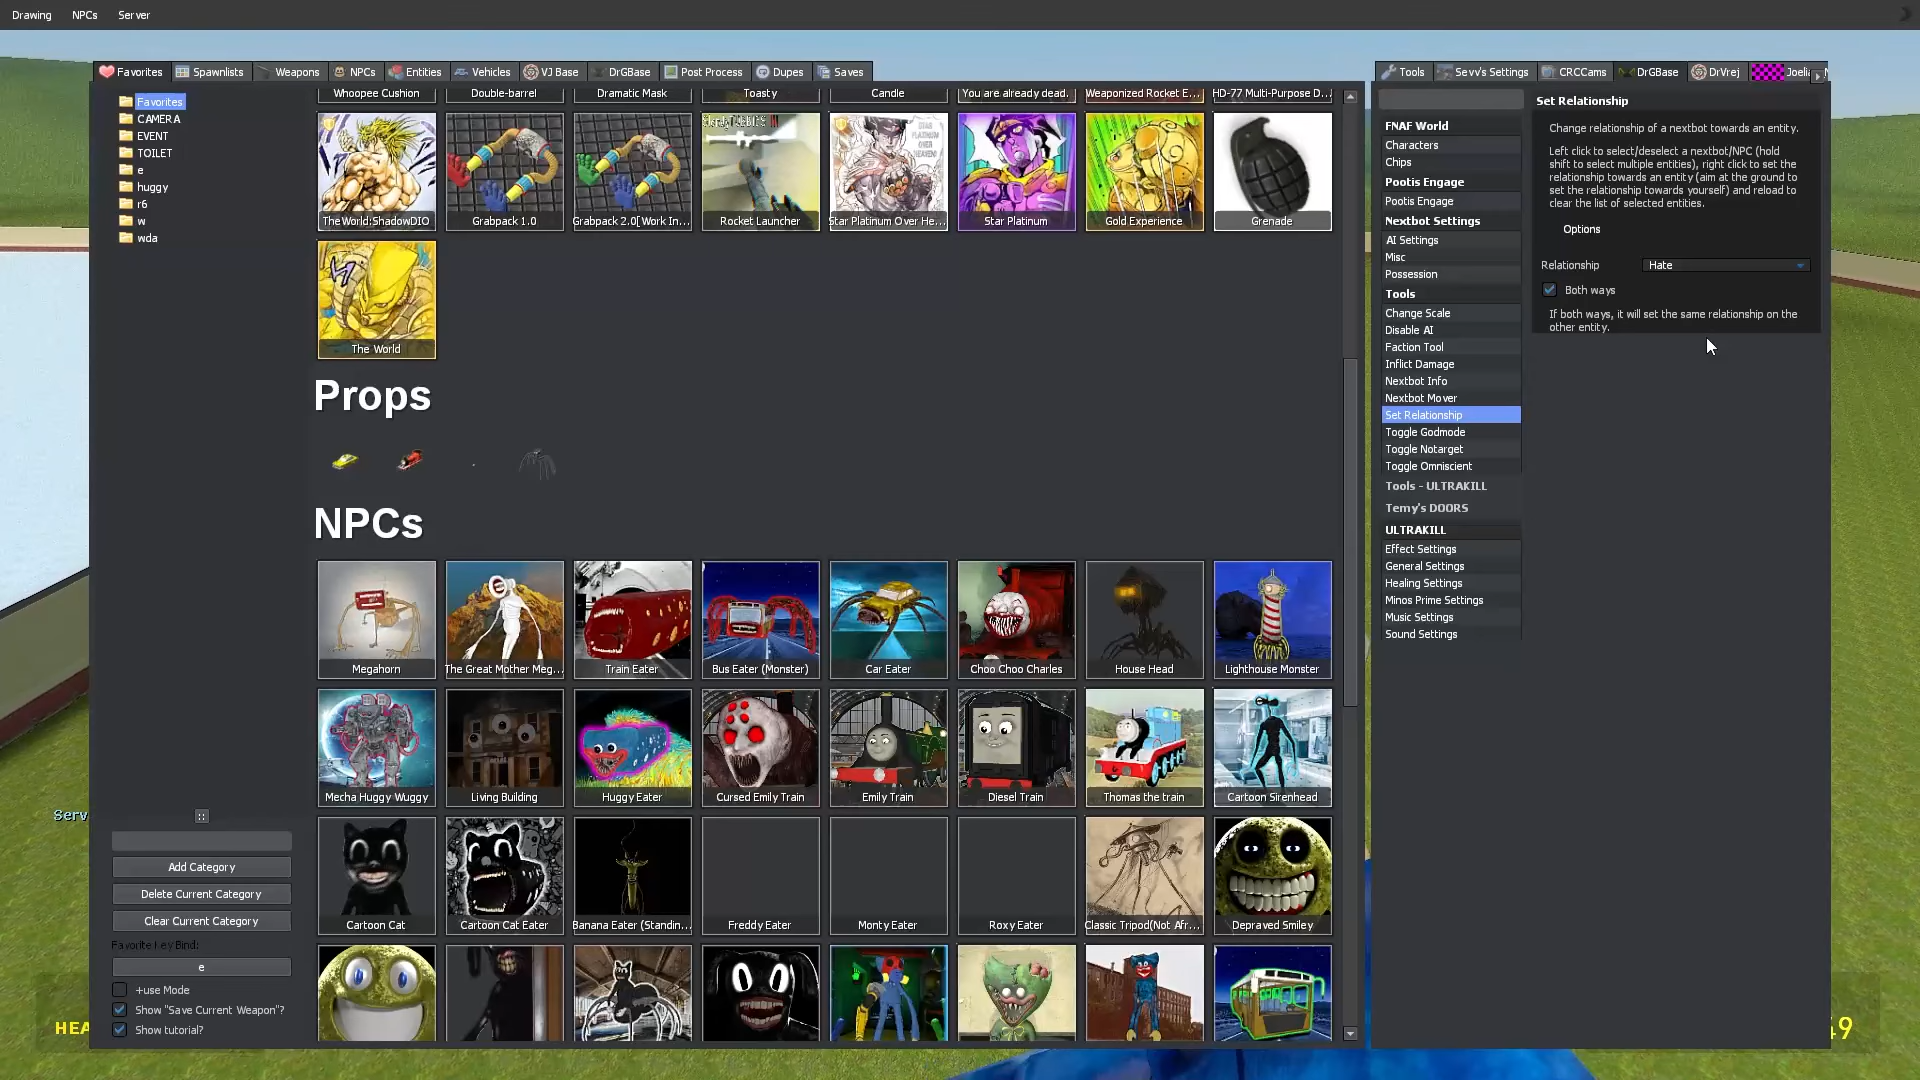 Drawing NPCs Server
Favorites Spawnlists Weapons NPCs Entities Vehicles VJ Base DrGBase Post Process Dupes Saves
Tools Sevv's Settings CRCCams DrGBase DrVrej Joelia
Favorites
CAMERA
EVENT
TOILET
e
huggy
r6
w
wda
Whoopee Cushion Double-barrel Dramatic Mask Toasty Candle You are already dead. Weaponized Rocket E... HD-77 Multi-Purpose D...
TheWorld:ShadowDIO Grabpack 1.0 Grabpack 2.0[Work In... Rocket Launcher Star Platinum Over He... Star Platinum Gold Experience Grenade
The World
Props
NPCs
Megahorn The Great Mother Meg... Train Eater Bus Eater (Monster) Car Eater Choo Choo Charles House Head Lighthouse Monster
Mecha Huggy Wuggy Living Building Huggy Eater Cursed Emily Train Emily Train Diesel Train Thomas the train Cartoon Sirenhead
Cartoon Cat Cartoon Cat Eater Banana Eater (Standin... Freddy Eater Monty Eater Roxy Eater Classic Tripod(Not Afr... Depraved Smiley
Serv
Add Category
Delete Current Category
Clear Current Category
Favorite Key Bind:
e
+use Mode
Show "Save Current Weapon"?
Show tutorial?
HEA
FNAF World
Characters
Chips
Pootis Engage
Pootis Engage
Nextbot Settings
AI Settings
Misc
Possession
Tools
Change Scale
Disable AI
Faction Tool
Inflict Damage
Nextbot Info
Nextbot Mover
Set Relationship
Toggle Godmode
Toggle Notarget
Toggle Omniscient
Tools - ULTRAKILL
Temy's DOORS
ULTRAKILL
Effect Settings
General Settings
Healing Settings
Minos Prime Settings
Music Settings
Sound Settings
Set Relationship
Change relationship of a nextbot towards an entity.
Left click to select/deselect a nextbot/NPC (hold
shift to select multiple entities), right click to set the
relationship towards an entity (aim at the ground to
set the relationship towards yourself) and reload to
clear the list of selected entities.
Options
Relationship Hate
Both ways
If both ways, it will set the same relationship on the
other entity.
49